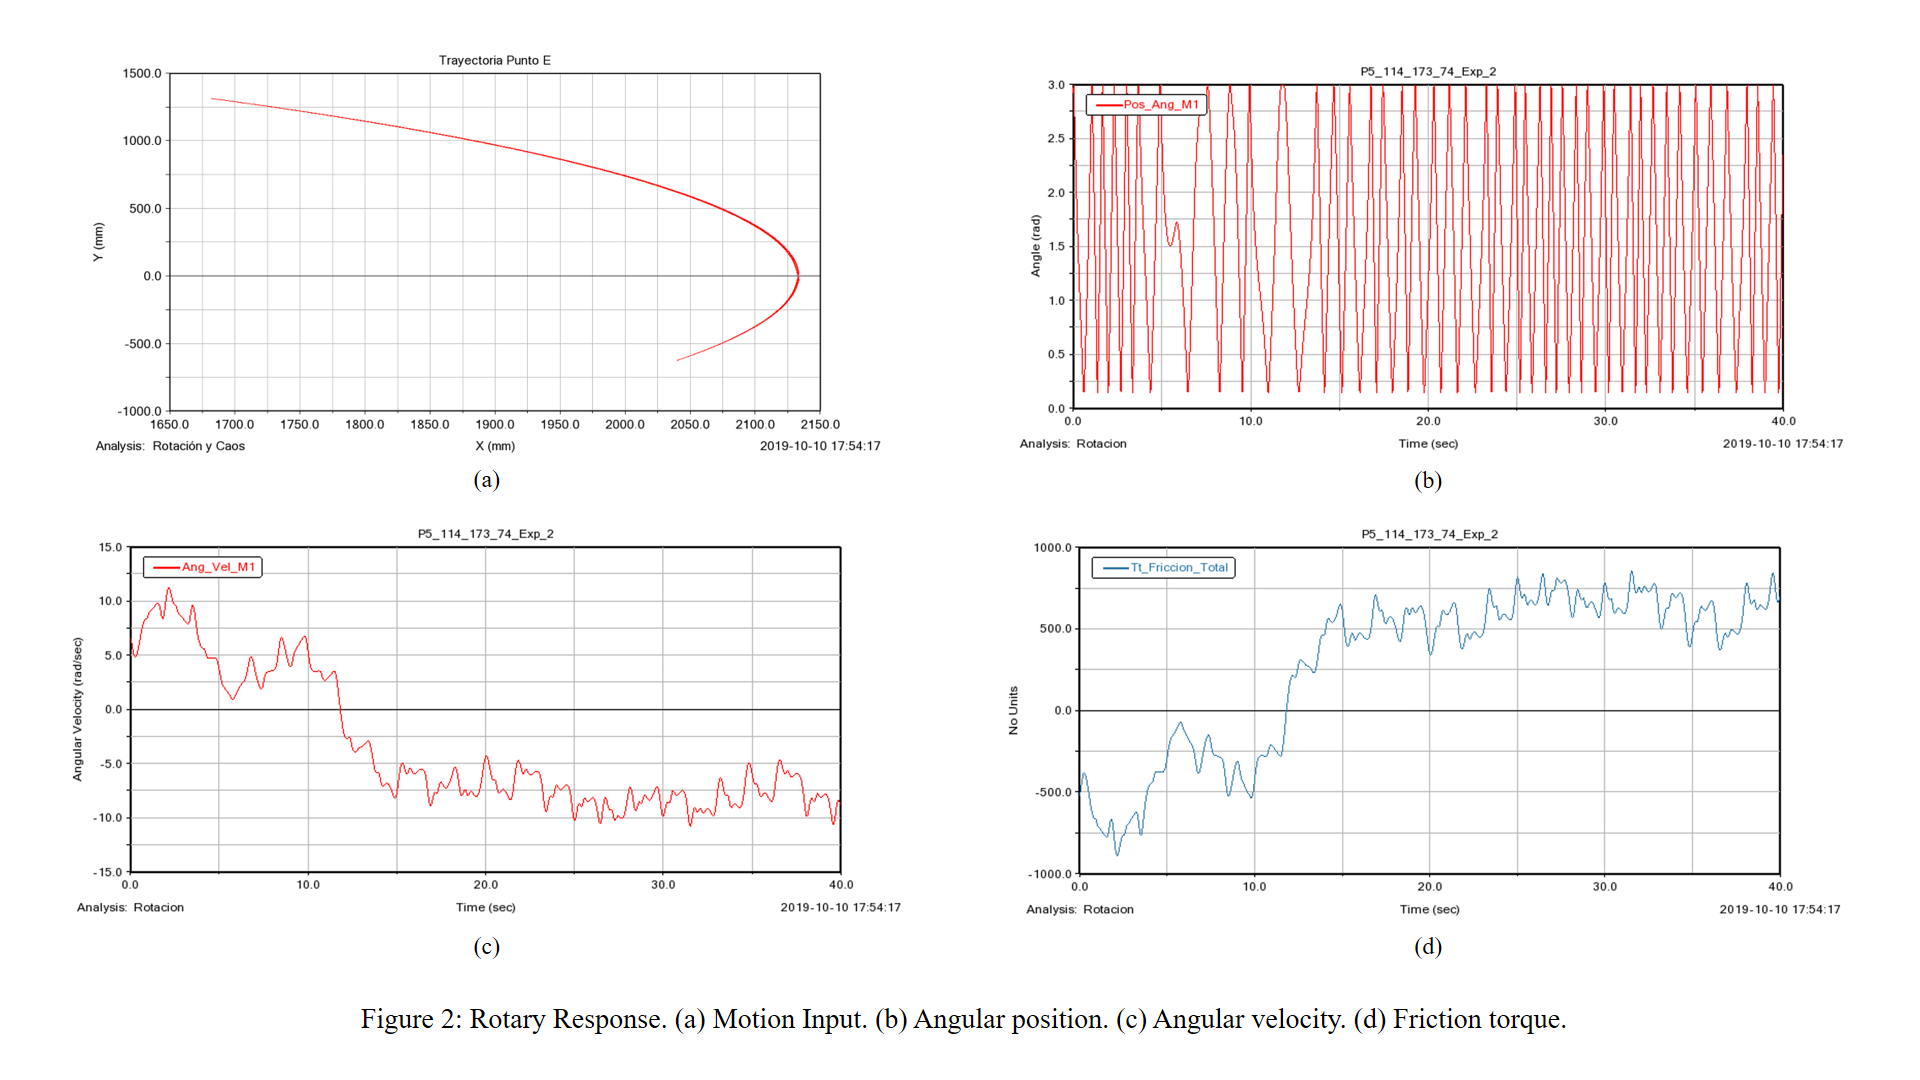 Trayectoria Punto E
1500.0
1000.0
500.0
0.0
-500.0
-1000.0
Y (mm)
1650.0 1700.0 1750.0 1800.0 1850.0 1900.0 1950.0 2000.0 2050.0 2100.0 2150.0
Analysis: Rotación y Caos X (mm) 2019-10-10 17:54:17
(a)
P5_114_173_74_Exp_2
Pos_Ang_M1
3.0
2.5
2.0
1.5
1.0
0.5
0.0
Angle (rad)
0.0 10.0 20.0 30.0 40.0
Analysis: Rotacion Time (sec) 2019-10-10 17:54:17
(b)
P5_114_173_74_Exp_2
Ang_Vel_M1
15.0
10.0
5.0
0.0
-5.0
-10.0
-15.0
Angular Velocity (rad/sec)
0.0 10.0 20.0 30.0 40.0
Analysis: Rotacion Time (sec) 2019-10-10 17:54:17
(c)
P5_114_173_74_Exp_2
Tt_Friccion_Total
1000.0
500.0
0.0
-500.0
-1000.0
No Units
0.0 10.0 20.0 30.0 40.0
Analysis: Rotacion Time (sec) 2019-10-10 17:54:17
(d)
Figure 2: Rotary Response. (a) Motion Input. (b) Angular position. (c) Angular velocity. (d) Friction torque.